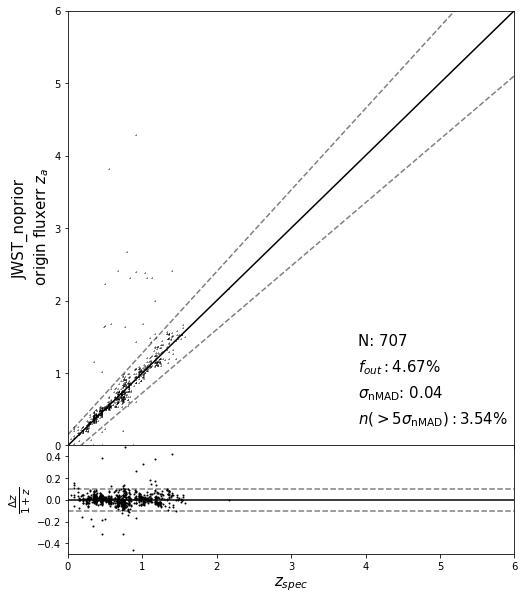 6
5
4
3
2
1
0
JWST_noprior
origin fluxerr z_a
N: 707
f_out : 4.67%
σ_nMAD: 0.04
n(>5σ_nMAD) : 3.54%
0.4
0.2
0.0
−0.2
−0.4
Δz
1 + z
0 1 2 3 4 5 6
z_spec